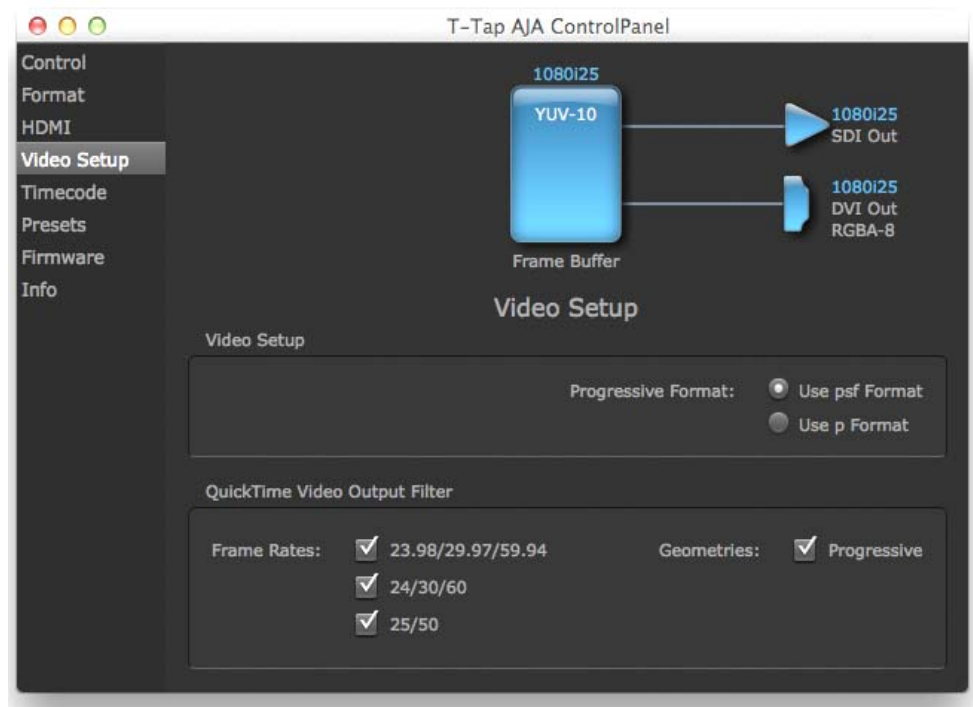 T-Tap AJA ControlPanel
Control
Format
HDMI
Video Setup
Timecode
Presets
Firmware
Info
1080i25
YUV-10
Frame Buffer
1080i25
SDI Out
1080i25
DVI Out
RGBA-8
Video Setup
Video Setup
Progressive Format:
Use psf Format
Use p Format
QuickTime Video Output Filter
Frame Rates:
23.98/29.97/59.94
24/30/60
25/50
Geometries:
Progressive